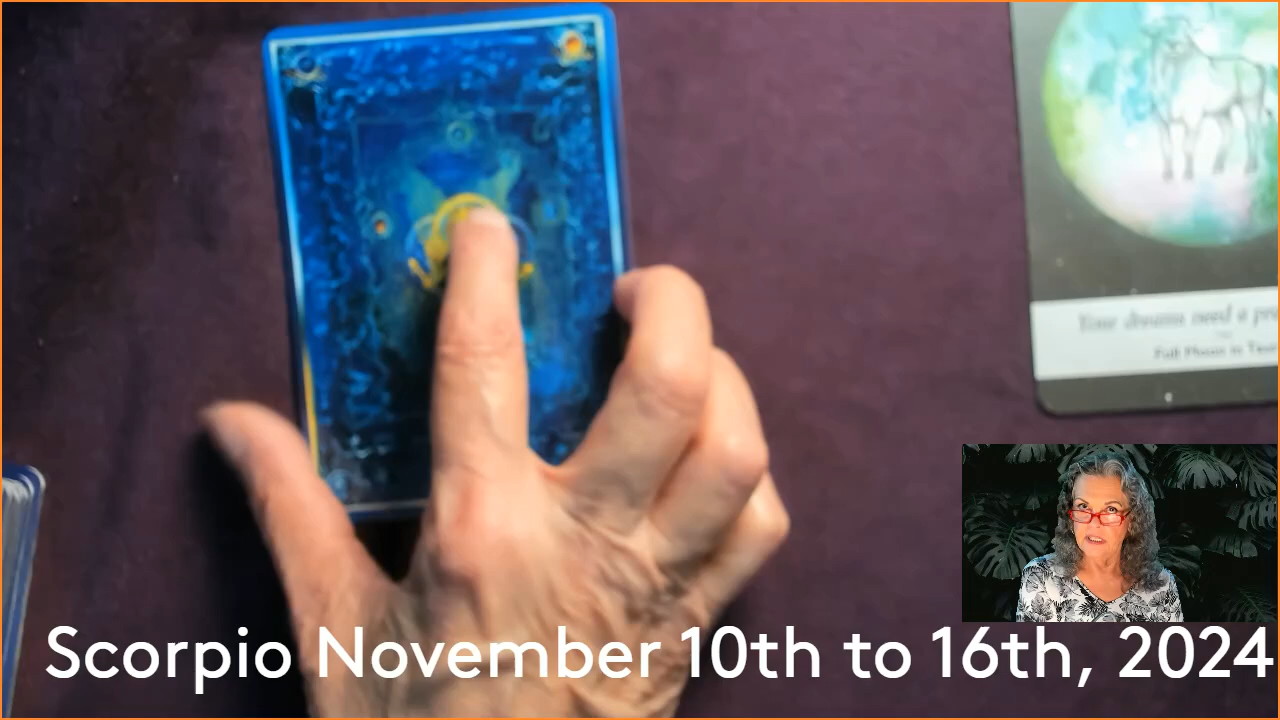 Your dreams need a
Full Moon in
Scorpio November 10th to 16th, 2024